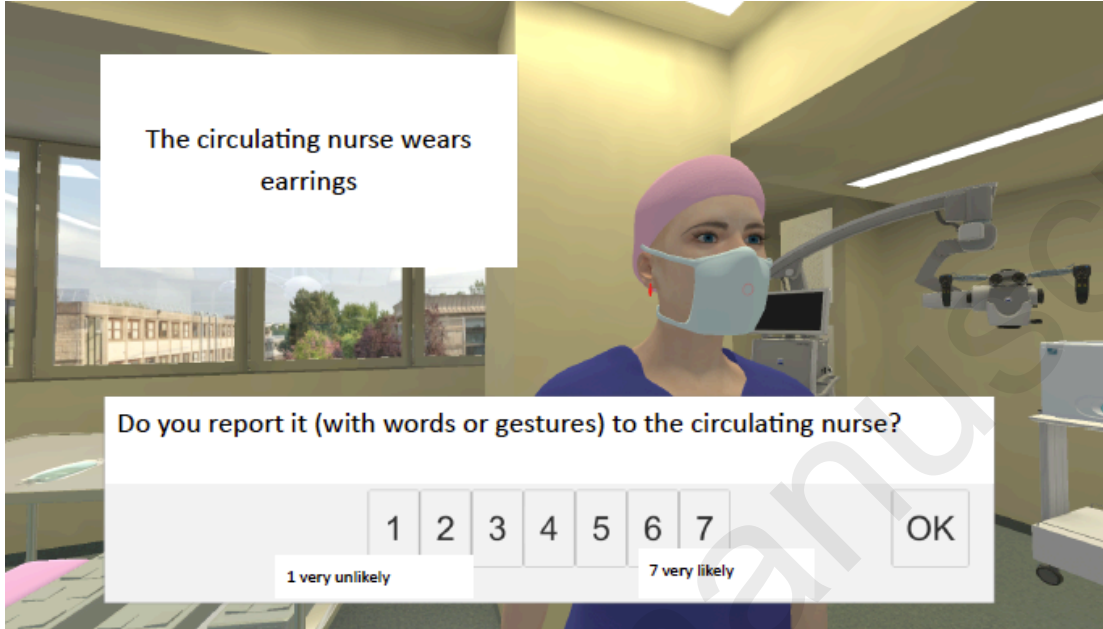 The circulating nurse wears
earrings
Do you report it (with words or gestures) to the circulating nurse?
1 2 3 4 5 6 7 OK
1 very unlikely 7 very likely